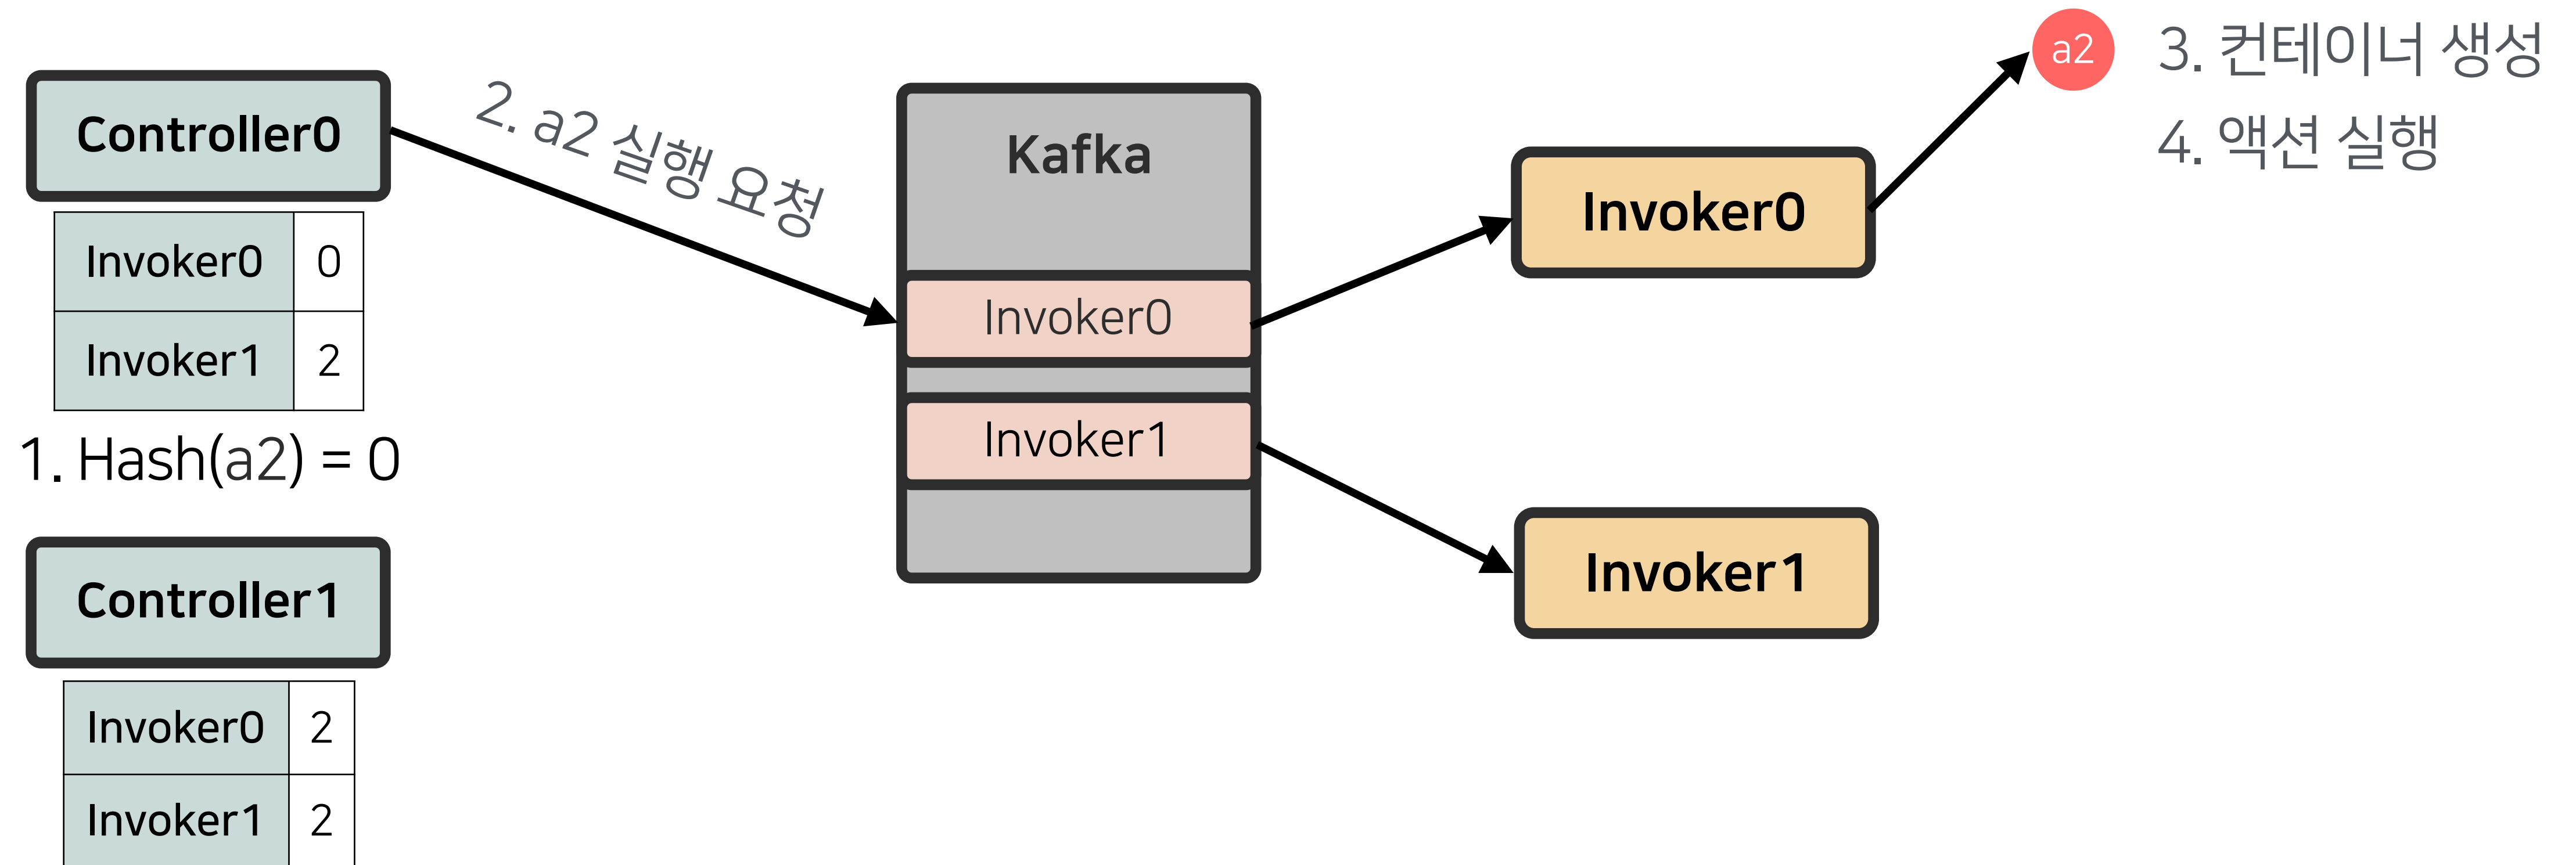 Controller0
Invoker0 0
Invoker1 2
1. Hash(a2) = 0
Controller1
Invoker0 2
Invoker1 2
2. a2 실행 요청
Kafka
Invoker0
Invoker1
Invoker0
Invoker1
a2
3. 컨테이너 생성
4. 액션 실행